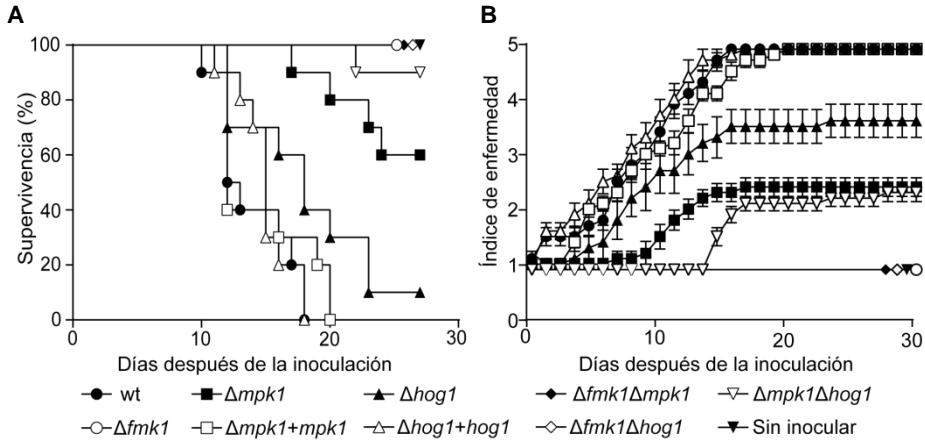 A
B
Supervivencia (%)
100
80
60
40
20
0
0
10
20
30
Días después de la inoculación
Índice de enfermedad
5
4
3
2
1
0
0
10
20
30
Días después de la inoculación
wt
Δmpk1
Δhog1
Δfmk1Δmpk1
Δmpk1Δhog1
Δfmk1
Δmpk1+mpk1
Δhog1+hog1
Δfmk1Δhog1
Sin inocular